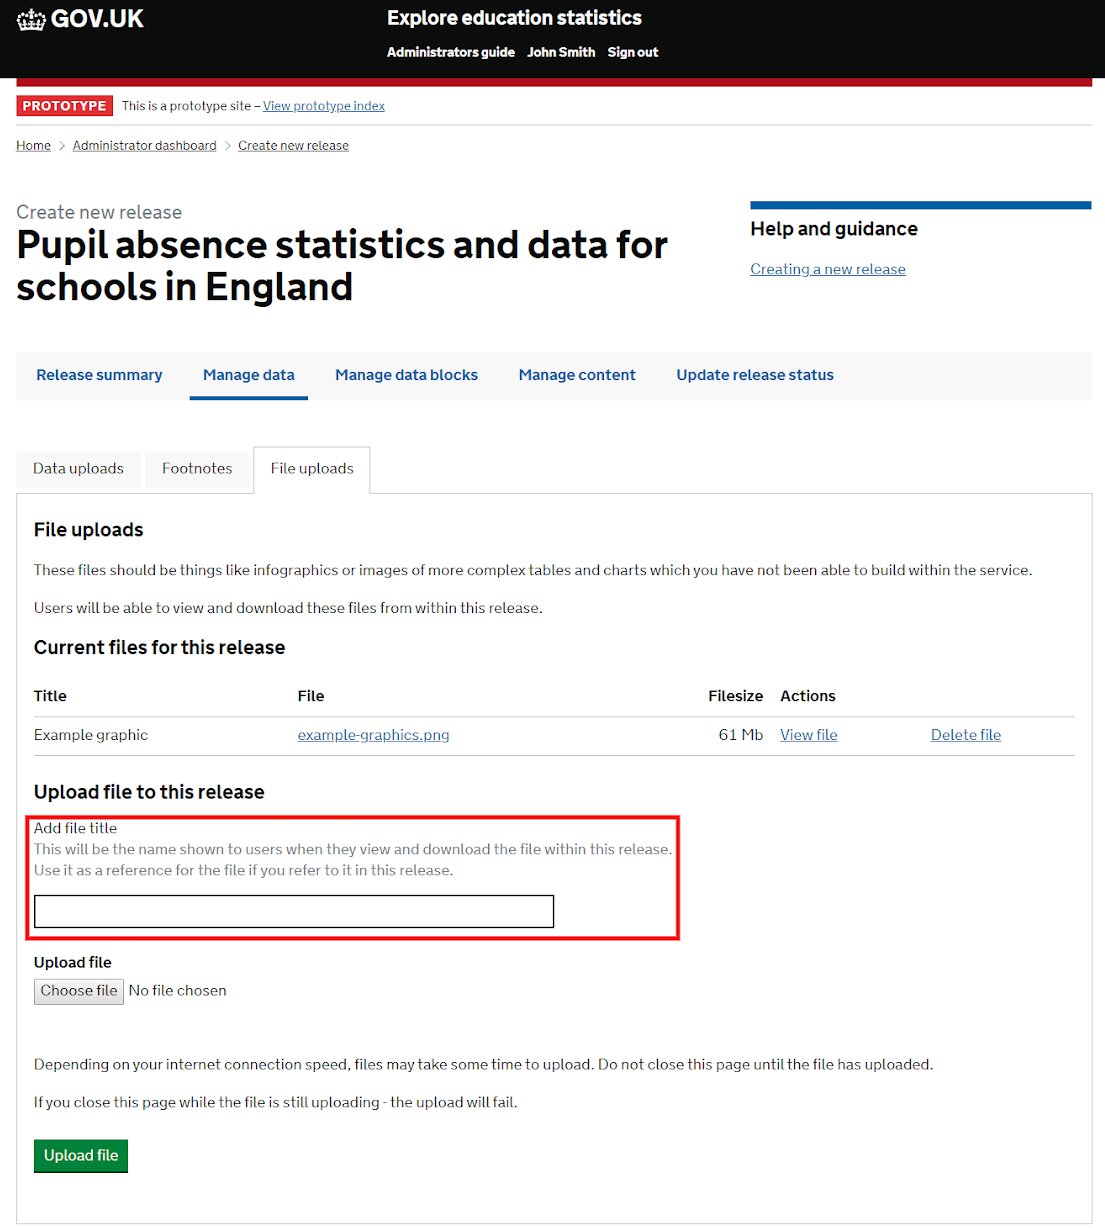 GOV.UK
Explore education statistics
Administrators guide John Smith Sign out
PROTOTYPE This is a prototype site – View prototype index
Home > Administrator dashboard > Create new release
Create new release
Pupil absence statistics and data for
schools in England
Help and guidance
Creating a new release
Release summary Manage data Manage data blocks Manage content Update release status
Data uploads Footnotes File uploads
File uploads
These files should be things like infographics or images of more complex tables and charts which you have not been able to build within the service.
Users will be able to view and download these files from within this release.
Current files for this release
Title File Filesize Actions
Example graphic example-graphics.png 61 Mb View file Delete file
Upload file to this release
Add file title
This will be the name shown to users when they view and download the file within this release.
Use it as a reference for the file if you refer to it in this release.
Upload file
Choose file No file chosen
Depending on your internet connection speed, files may take some time to upload. Do not close this page until the file has uploaded.
If you close this page while the file is still uploading - the upload will fail.
Upload file